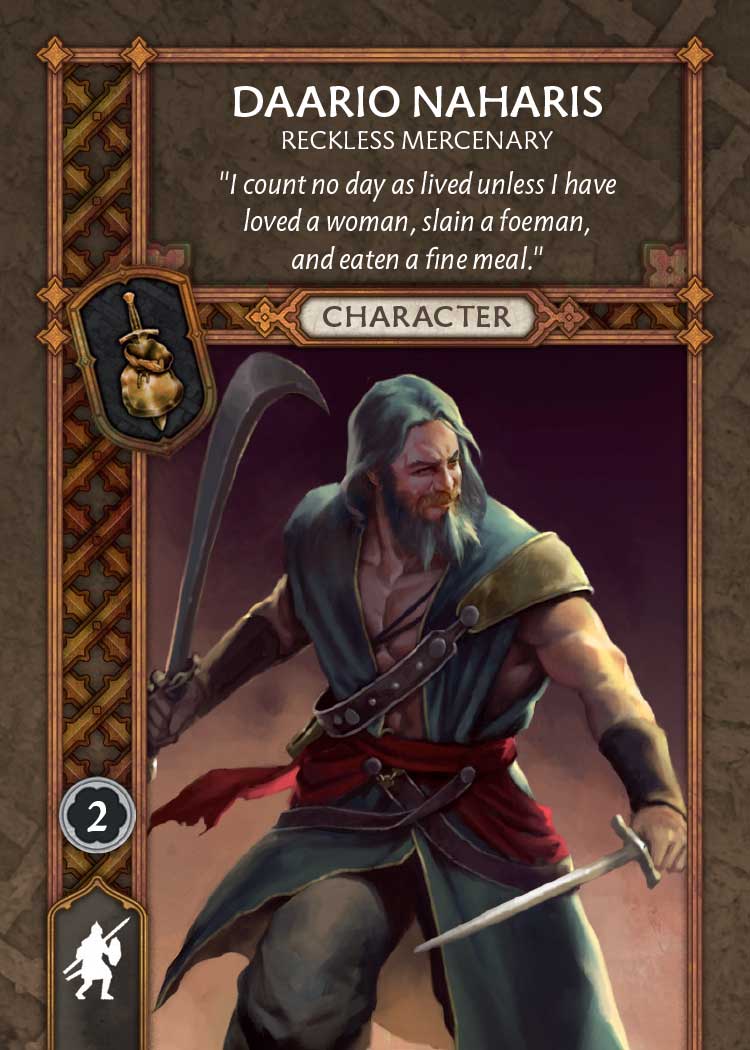 DAARIO NAHARIS
RECKLESS MERCENARY
"I count no day as lived unless I have
loved a woman, slain a foeman,
and eaten a fine meal."
CHARACTER
2